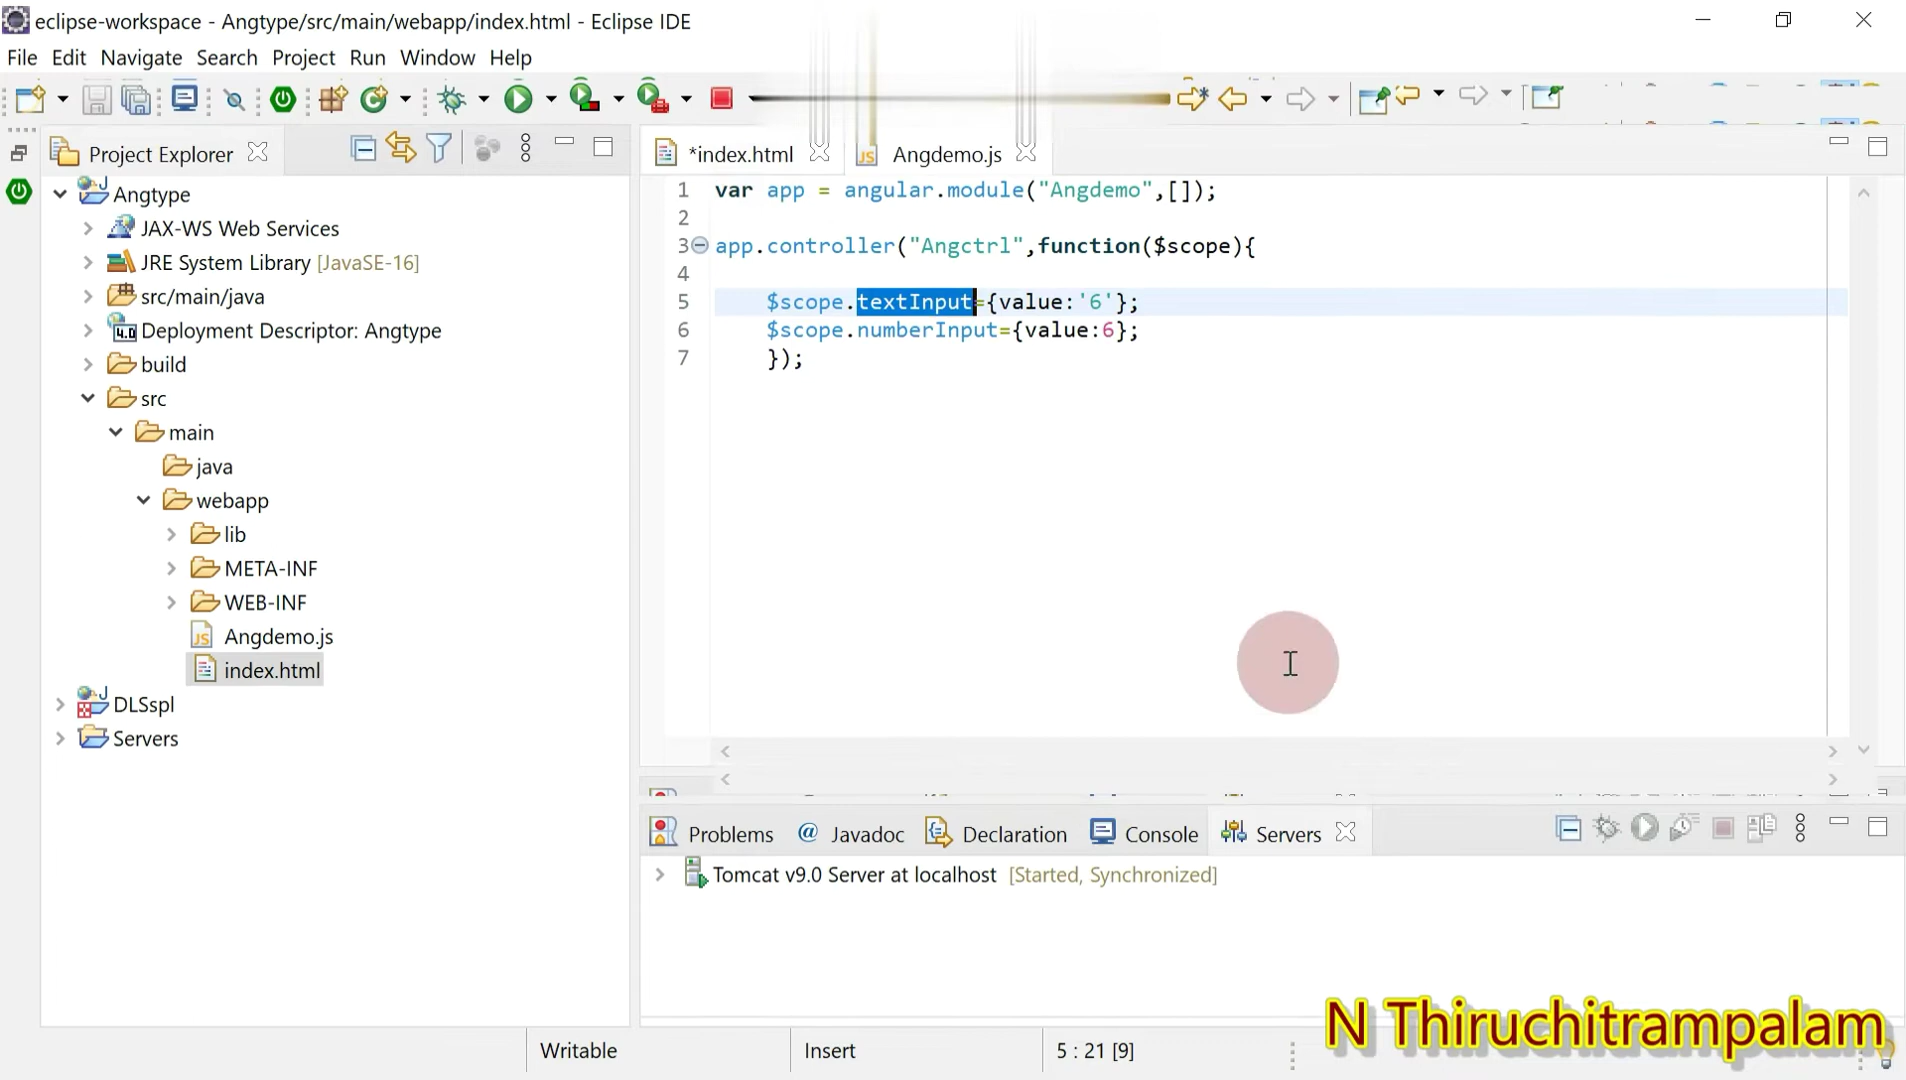 eclipse-workspace - Angtype/src/main/webapp/index.html - Eclipse IDE
File Edit Navigate Search Project Run Window Help
Project Explorer
*index.html
Angdemo.js
Angtype
JAX-WS Web Services
JRE System Library [JavaSE-16]
src/main/java
4.0 Deployment Descriptor: Angtype
build
src
main
java
webapp
lib
META-INF
WEB-INF
Angdemo.js
index.html
DLSspl
Servers
1 var app = angular.module("Angdemo",[]);
2
3 app.controller("Angctrl",function($scope){
4
5 $scope.textInput={value:'6'};
6 $scope.numberInput={value:6};
7 });
Problems @ Javadoc Declaration Console Servers
Tomcat v9.0 Server at localhost [Started, Synchronized]
Writable Insert 5 : 21 [9]
N Thiruchitrampalam